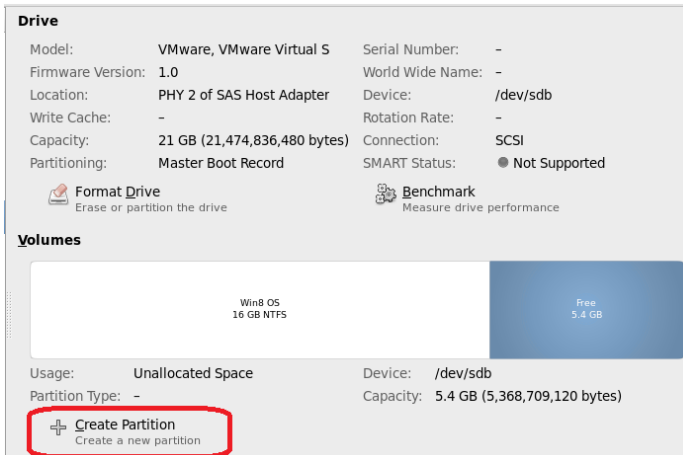 Drive
Model: VMware, VMware Virtual S Serial Number: –
Firmware Version: 1.0 World Wide Name: –
Location: PHY 2 of SAS Host Adapter Device: /dev/sdb
Write Cache: – Rotation Rate: –
Capacity: 21 GB (21,474,836,480 bytes) Connection: SCSI
Partitioning: Master Boot Record SMART Status: Not Supported
Format Drive Benchmark
Erase or partition the drive Measure drive performance
Volumes
Win8 OS Free
16 GB NTFS 5.4 GB
Usage: Unallocated Space Device: /dev/sdb
Partition Type: – Capacity: 5.4 GB (5,368,709,120 bytes)
Create Partition
Create a new partition